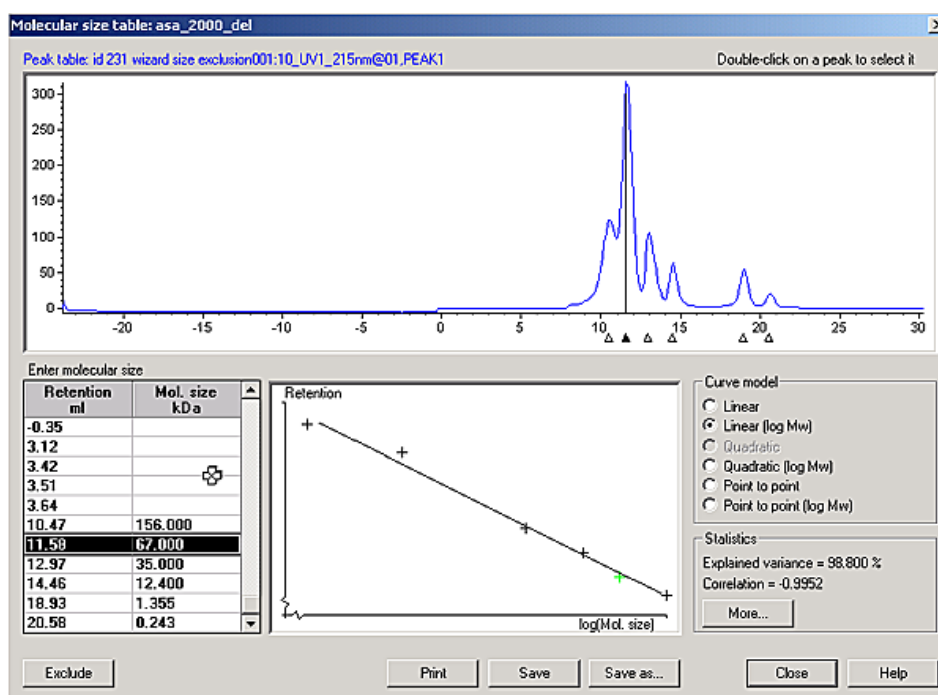 Molecular size table: asa_2000_del
Peak table: id 231 wizard size exclusion001:10_UV1_215nm@01,PEAK1 Double-click on a peak to select it
300
250
200
150
100
50
0
-20 -15 -10 -5 0 5 10 15 20 25 30
Enter molecular size
Retention ml Mol. size kDa
-0.35
3.12
3.42
3.51
3.64
10.47 156.000
11.58 67.000
12.97 35.000
14.46 12.400
18.93 1.355
20.58 0.243
Retention
log(Mol. size)
Curve model
Linear
Linear (log Mw)
Quadratic
Quadratic (log Mw)
Point to point
Point to point (log Mw)
Statistics
Explained variance = 98.800 %
Correlation = -0.9952
More...
Exclude Print Save Save as... Close Help